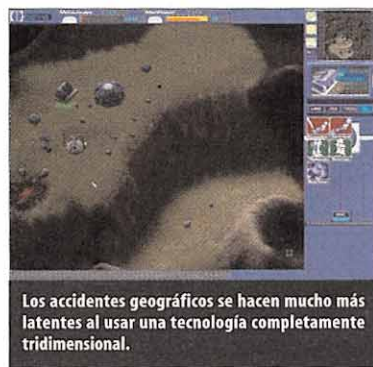 Los accidentes geográficos se hacen mucho más
latentes al usar una tecnología completamente
tridimensional.